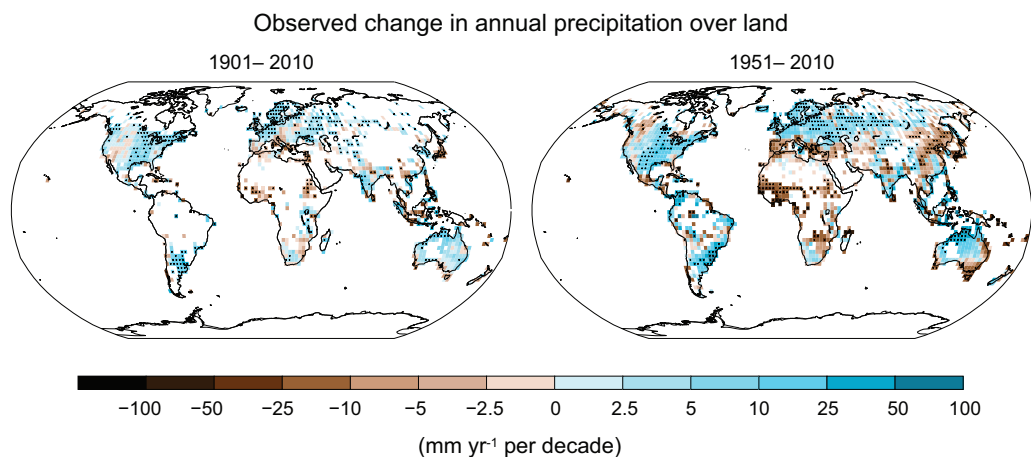 Observed change in annual precipitation over land
1901– 2010
1951– 2010
−100 −50 −25 −10 −5 −2.5 0 2.5 5 10 25 50 100
(mm yr⁻¹ per decade)